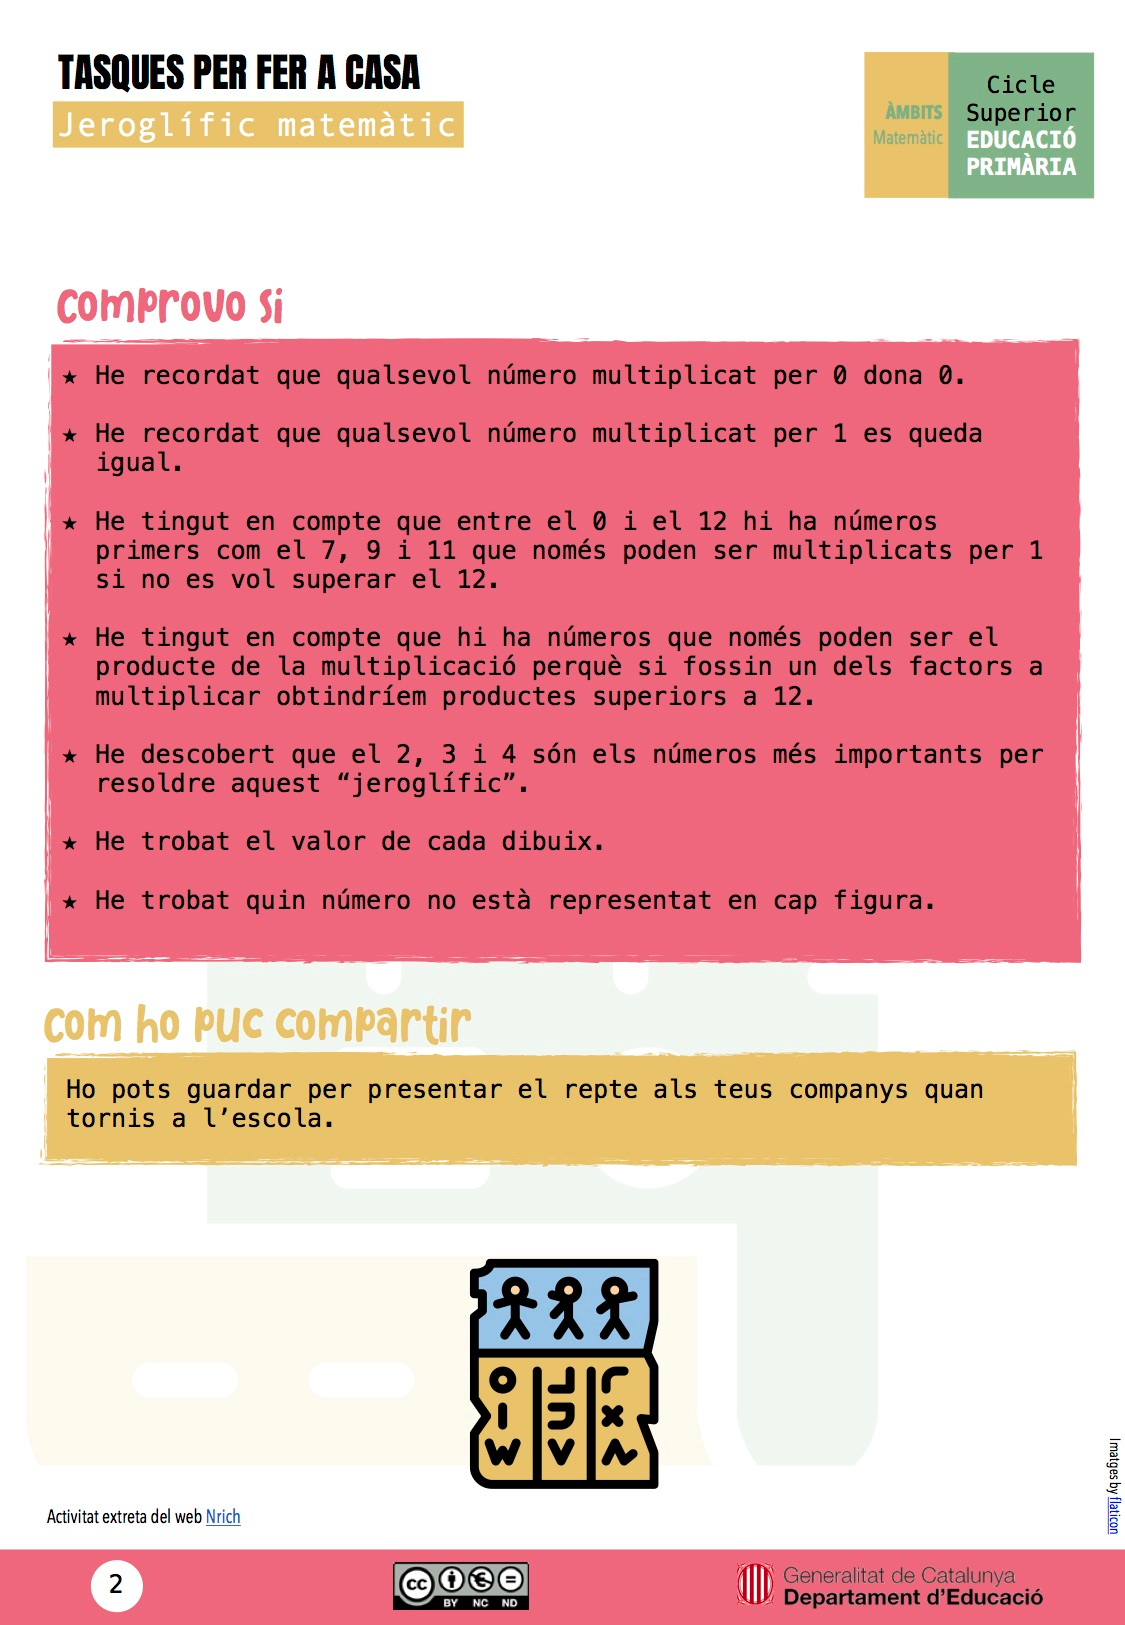 TASQUES PER FER A CASA
Jeroglífic matemàtic
ÀMBITS
Matemàtic
Cicle
Superior
EDUCACIÓ
PRIMÀRIA
comprovo si
★ He recordat que qualsevol número multiplicat per 0 dona 0.
★ He recordat que qualsevol número multiplicat per 1 es queda
igual.
★ He tingut en compte que entre el 0 i el 12 hi ha números
primers com el 7, 9 i 11 que només poden ser multiplicats per 1
si no es vol superar el 12.
★ He tingut en compte que hi ha números que només poden ser el
producte de la multiplicació perquè si fossin un dels factors a
multiplicar obtindríem productes superiors a 12.
★ He descobert que el 2, 3 i 4 són els números més importants per
resoldre aquest “jeroglífic”.
★ He trobat el valor de cada dibuix.
★ He trobat quin número no està representat en cap figura.
com ho puc compartir
Ho pots guardar per presentar el repte als teus companys quan
tornis a l’escola.
Imatges by flaticon
Activitat extreta del web Nrich
2
cc
BY NC ND
Generalitat de Catalunya
Departament d’Educació